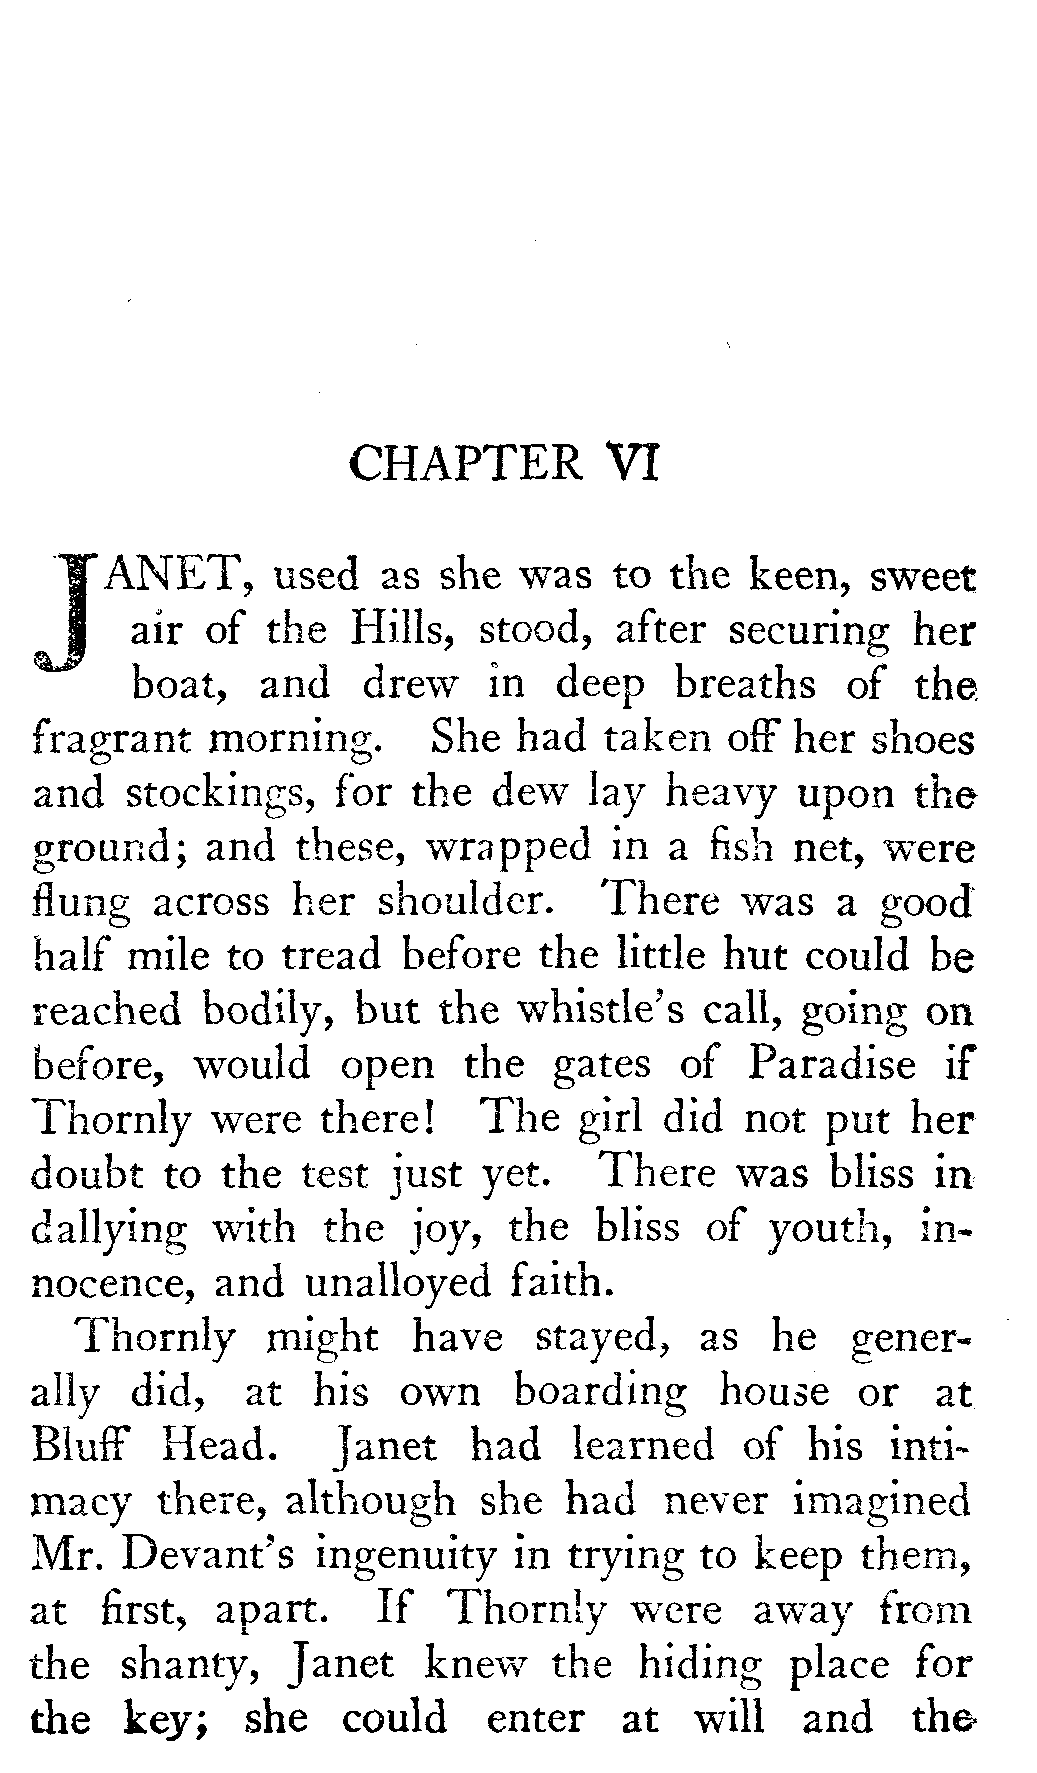 CHAPTER VI
JANET, used as she was to the keen, sweet
air of the Hills, stood, after securing her
boat, and drew in deep breaths of the
fragrant morning. She had taken off her shoes
and stockings, for the dew lay heavy upon the
ground; and these, wrapped in a fish net, were
flung across her shoulder. There was a good
half mile to tread before the little hut could be
reached bodily, but the whistle's call, going on
before, would open the gates of Paradise if
Thornly were there! The girl did not put her
doubt to the test just yet. There was bliss in
dallying with the joy, the bliss of youth, in-
nocence, and unalloyed faith.
Thornly might have stayed, as he gener-
ally did, at his own boarding house or at
Bluff Head. Janet had learned of his inti-
macy there, although she had never imagined
Mr. Devant's ingenuity in trying to keep them,
at first, apart. If Thornly were away from
the shanty, Janet knew the hiding place for
the key; she could enter at will and the